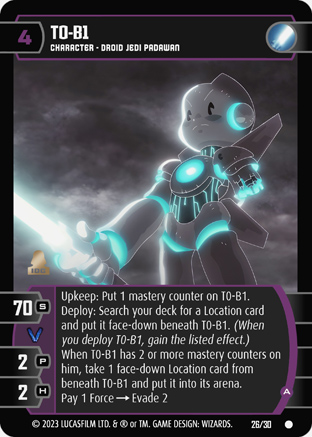 4
T0-B1
CHARACTER - DROID JEDI PADAWAN
70 S
2 P
2 H
Upkeep: Put 1 mastery counter on T0-B1.
Deploy: Search your deck for a Location card
and put it face-down beneath T0-B1. (When
you deploy T0-B1, gain the listed effect.)
When T0-B1 has 2 or more mastery counters on
him, take 1 face-down Location card from
beneath T0-B1 and put it into its arena.
Pay 1 Force → Evade 2
A
© 2023 LUCASFILM LTD. & ® or TM. GAME DESIGN: WIZARDS.
26/30